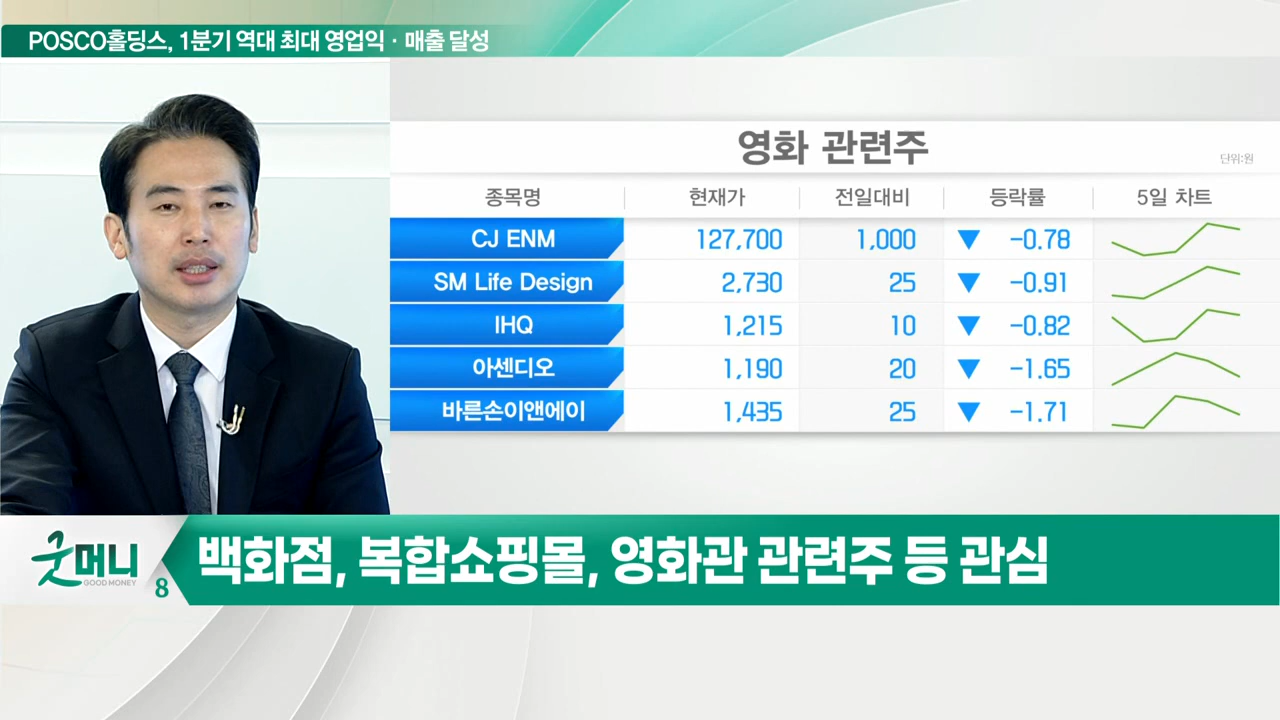 POSCO홀딩스, 1분기 역대 최대 영업익· 매출 달성
영화 관련주
단위:원
종목명 현재가 전일대비 등락률 5일 차트
CJ ENM 127,700 1,000 ▼ -0.78
SM Life Design 2,730 25 ▼ -0.91
IHQ 1,215 10 ▼ -0.82
아센디오 1,190 20 ▼ -1.65
바른손이앤에이 1,435 25 ▼ -1.71
굿머니
GOOD MONEY
8
백화점, 복합쇼핑몰, 영화관 관련주 등 관심